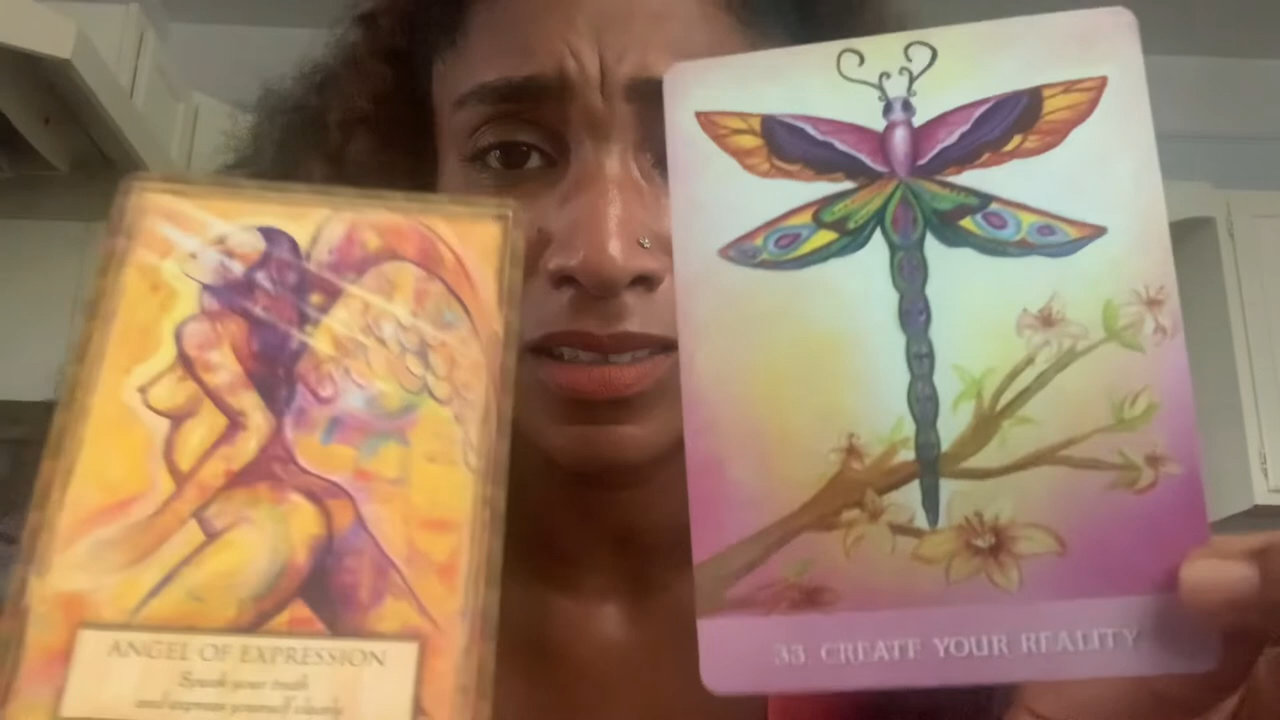 ANGEL OF EXPRESSION
Speak your truth
and express yourself clearly
33 CREATE YOUR REALITY